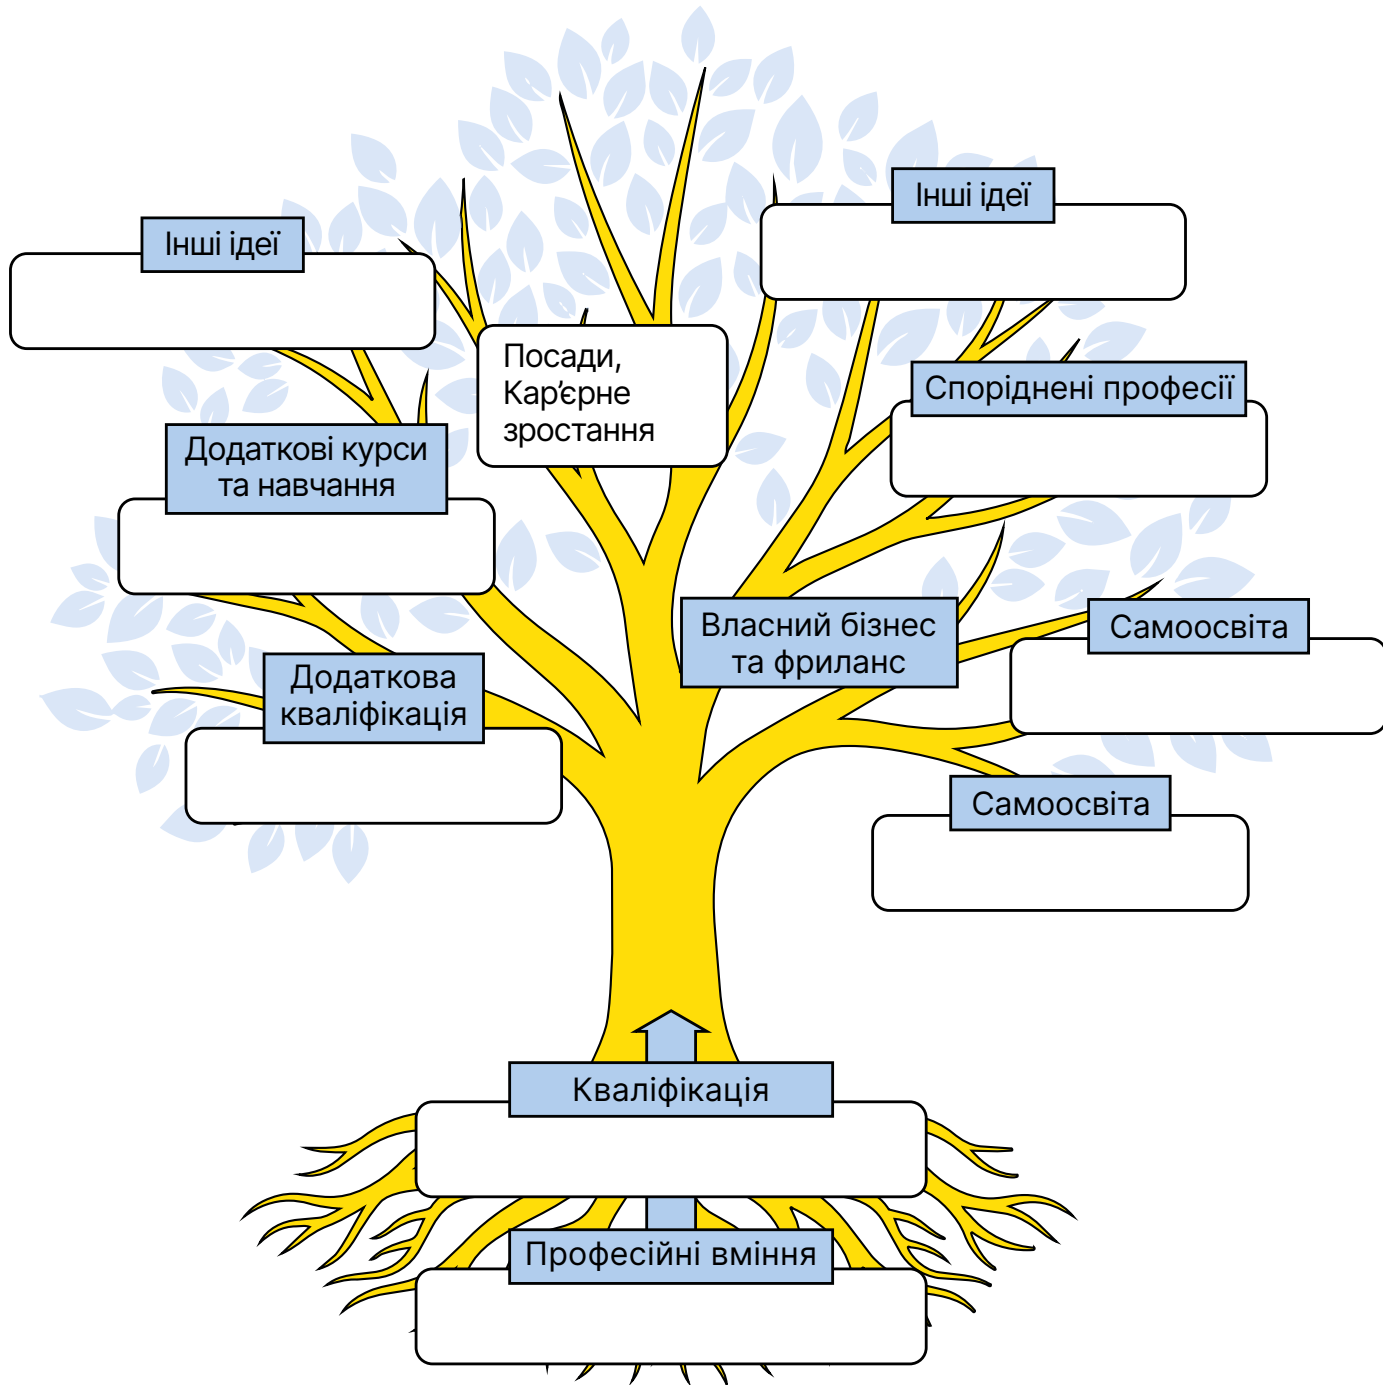 Інші ідеї
Інші ідеї
Посади,
Кар’єрне
зростання
Споріднені професії
Додаткові курси
та навчання
Власний бізнес
та фриланс
Самоосвіта
Додаткова
кваліфікація
Самоосвіта
Кваліфікація
Професійні вміння